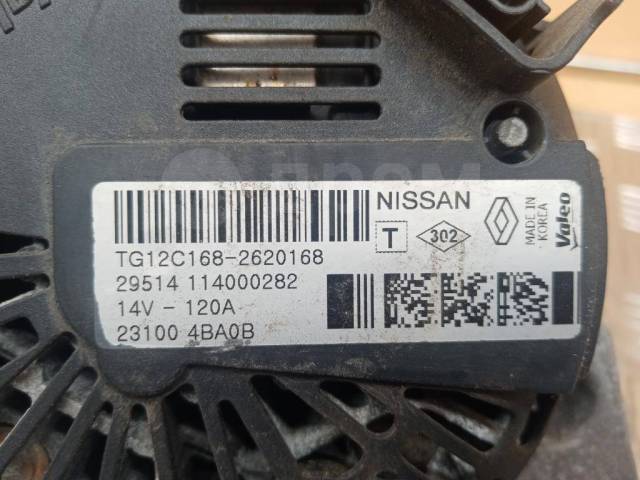 NISSAN
T
302
MADE IN
KOREA
Valeo
TG12C168-2620168
29514 114000282
14V - 120A
23100 4BA0B